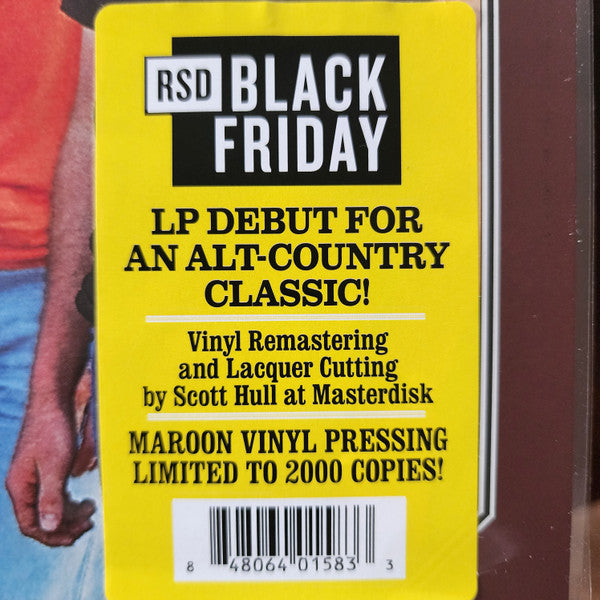 RSD BLACK
FRIDAY
LP DEBUT FOR
AN ALT-COUNTRY
CLASSIC!
Vinyl Remastering
and Lacquer Cutting
by Scott Hull at Masterdisk
MAROON VINYL PRESSING
LIMITED TO 2000 COPIES!
8 48064 01583 3